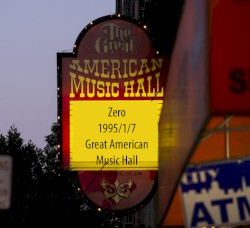 The
Great
AMERICAN
MUSIC HALL
Zero
1995/1/7
Great American
Music Hall
S
CITY
ATM